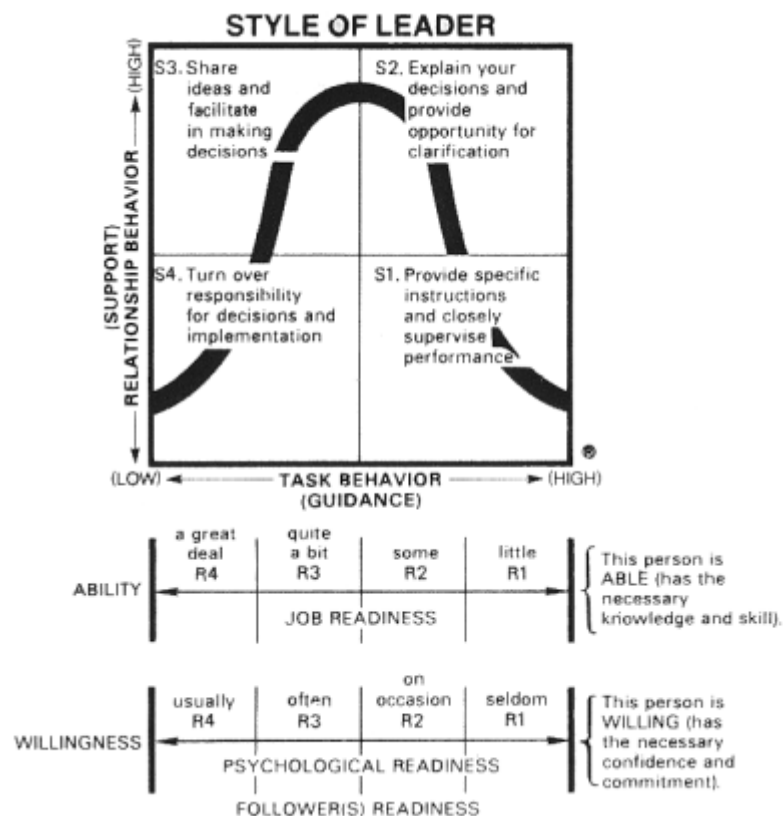 STYLE OF LEADER
(HIGH)
(SUPPORT)
RELATIONSHIP BEHAVIOR
S3. Share
ideas and
facilitate
in making
decisions
S2. Explain your
decisions and
provide
opportunity for
clarification
S4. Turn over
responsibility
for decisions and
implementation
S1. Provide specific
instructions
and closely
supervise
performance
®
(LOW) TASK BEHAVIOR (HIGH)
(GUIDANCE)
a great
deal
R4
quite
a bit
R3
some
R2
little
R1
ABILITY
JOB READINESS
This person is
ABLE (has the
necessary
knowledge and skill).
usually
R4
often
R3
on
occasion
R2
seldom
R1
WILLINGNESS
PSYCHOLOGICAL READINESS
This person is
WILLING (has
the necessary
confidence and
commitment).
FOLLOWER(S) READINESS